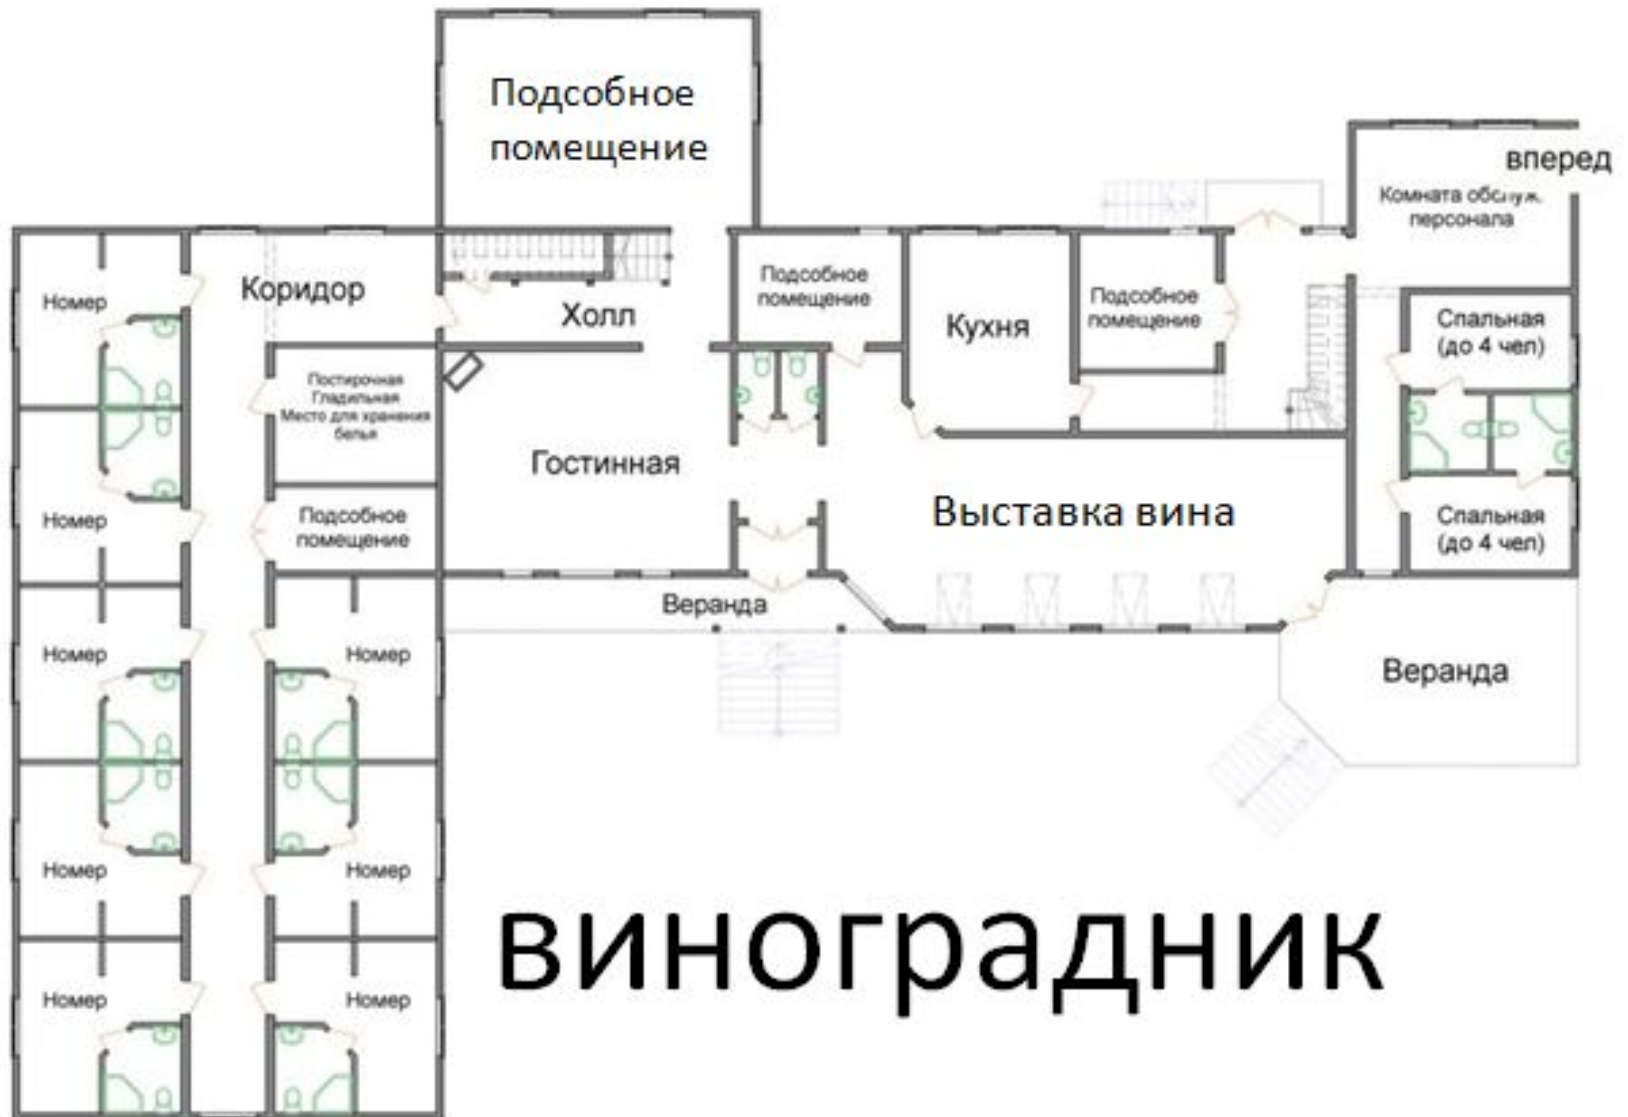 Подсобное
помещение
вперед
Комната обслуж.
персонала
Номер
Коридор
Холл
Подсобное
помещение
Кухня
Подсобное
помещение
Спальная
(до 4 чел)
Постирочная
Гладильная
Место для хранения
белья
Гостинная
Выставка вина
Номер
Подсобное
помещение
Спальная
(до 4 чел)
Веранда
Номер
Номер
Веранда
Номер
Номер
виноградник
Номер
Номер